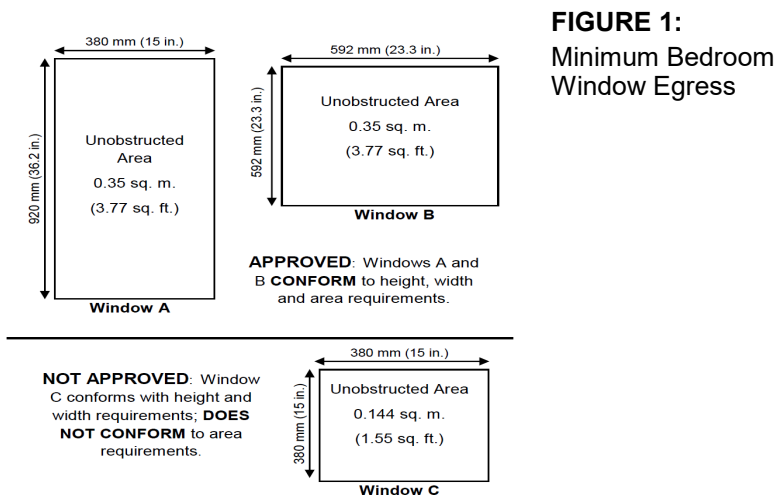 FIGURE 1:
Minimum Bedroom
Window Egress
380 mm (15 in.)
920 mm (36.2 in.)
Unobstructed
Area
0.35 sq. m.
(3.77 sq. ft.)
Window A
592 mm (23.3 in.)
592 mm (23.3 in.)
Unobstructed Area
0.35 sq. m.
(3.77 sq. ft.)
Window B
APPROVED: Windows A and
B CONFORM to height, width
and area requirements.
NOT APPROVED: Window
C conforms with height and
width requirements; DOES
NOT CONFORM to area
requirements.
380 mm (15 in.)
380 mm (15 in.)
Unobstructed Area
0.144 sq. m.
(1.55 sq. ft.)
Window C